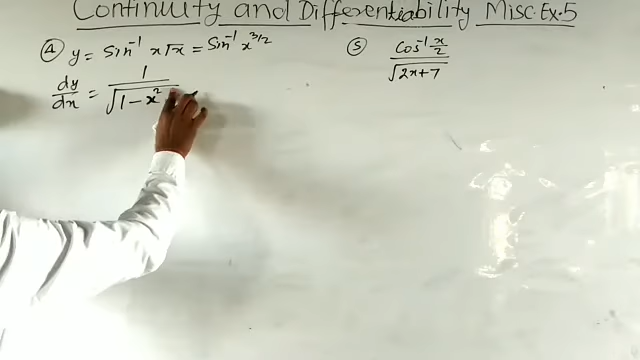 Continuity and Differentiability Misc. Ex. 5
④ y = Sin⁻¹ x√x = Sin⁻¹ x^3/2
dy/dx = 1/√(1 - x²
⑤ cos⁻¹ x/2 / √(2x+7)